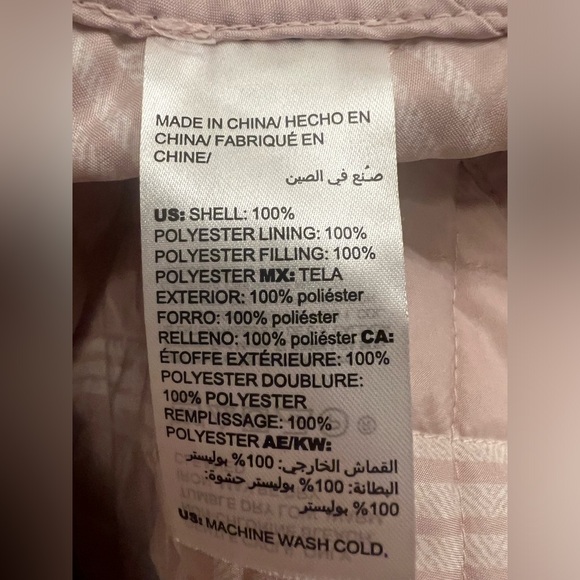 MADE IN CHINA/ HECHO EN
CHINA/ FABRIQUÉ EN
CHINE/
صُنع في الصين
US: SHELL: 100%
POLYESTER LINING: 100%
POLYESTER FILLING: 100%
POLYESTER MX: TELA
EXTERIOR: 100% poliéster
FORRO: 100% poliéster
RELLENO: 100% poliéster CA:
ÉTOFFE EXTÉRIEURE: 100%
POLYESTER DOUBLURE:
100% POLYESTER
REMPLISSAGE: 100%
POLYESTER AE/KW:
القماش الخارجي: 100% بوليستر
البطانة: 100% بوليستر حشوة:
100% بوليستر
US: MACHINE WASH COLD,